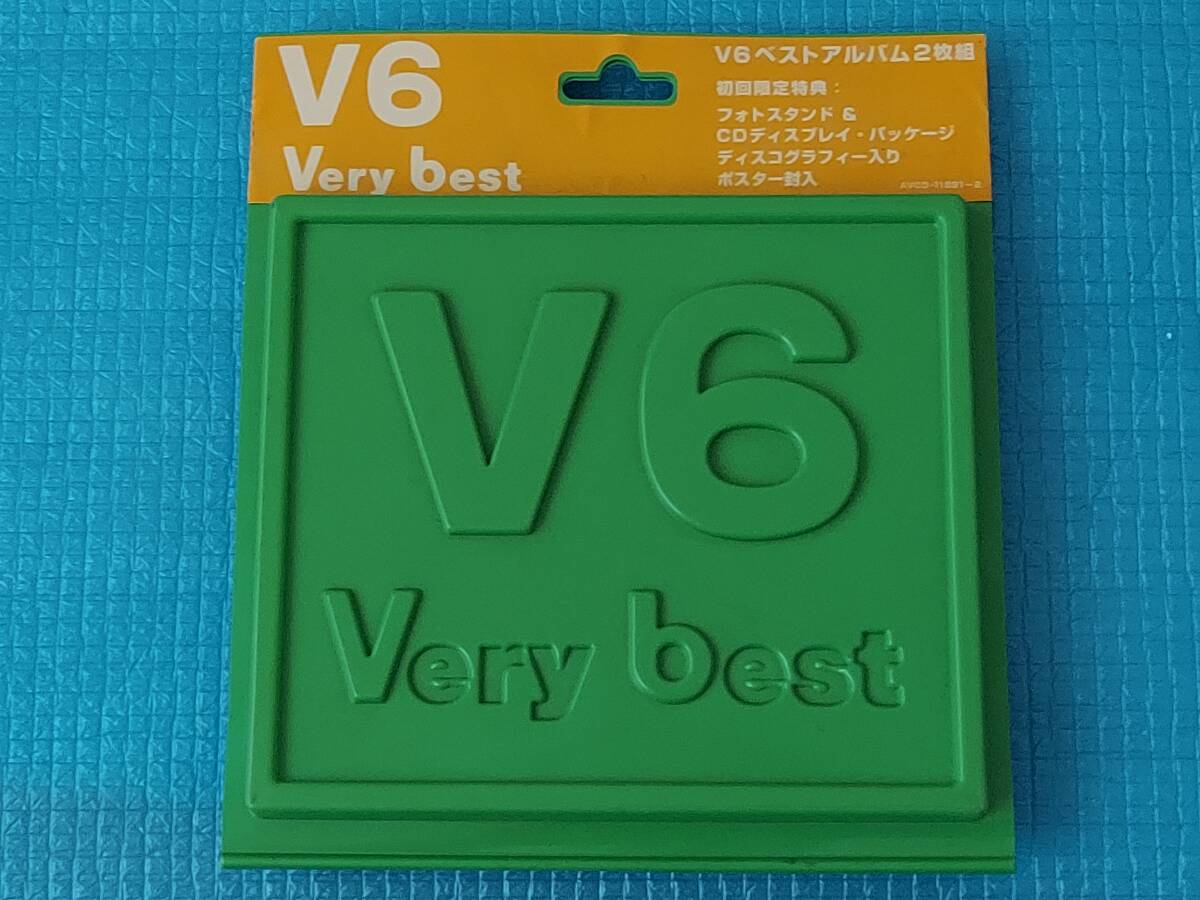 V6
Very best
V6ベストアルバム2枚組
初回限定特典：
フォトスタンド &
CDディスプレイ・パッケージ
ディスコグラフィー入り
ポスター封入
AVCD-11891~2
V6
Very best